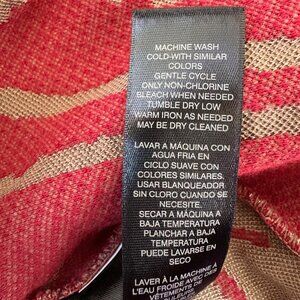 MACHINE WASH
COLD-WITH SIMILAR
COLORS
GENTLE CYCLE
ONLY NON-CHLORINE
BLEACH WHEN NEEDED
TUMBLE DRY LOW
WARM IRON AS NEEDED
MAY BE DRY CLEANED
LAVAR A MÁQUINA CON
AGUA FRIA EN
CICLO SUAVE CON
COLORES SIMILARES.
USAR BLANQUEADOR
SIN CLORO CUANDO SE
NECESITE.
SECAR A MÁQUINA A
BAJA TEMPERATURA
PLANCHAR A BAJA
TEMPERATURA
PUEDE LAVARSE EN
SECO
LAVER À LA MACHINE À
L'EAU FROIDE AVEC DES
VÊTEMENTS DE